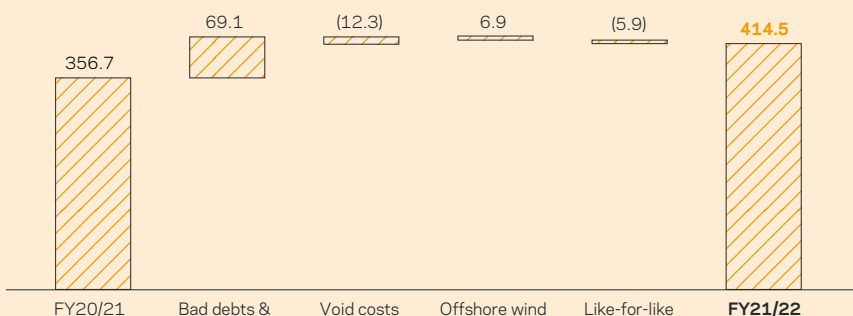 69.1 (12.3) 6.9 (5.9) 414.5
356.7
FY20/21 Bad debts & Void costs Offshore wind Like-for-like FY21/22